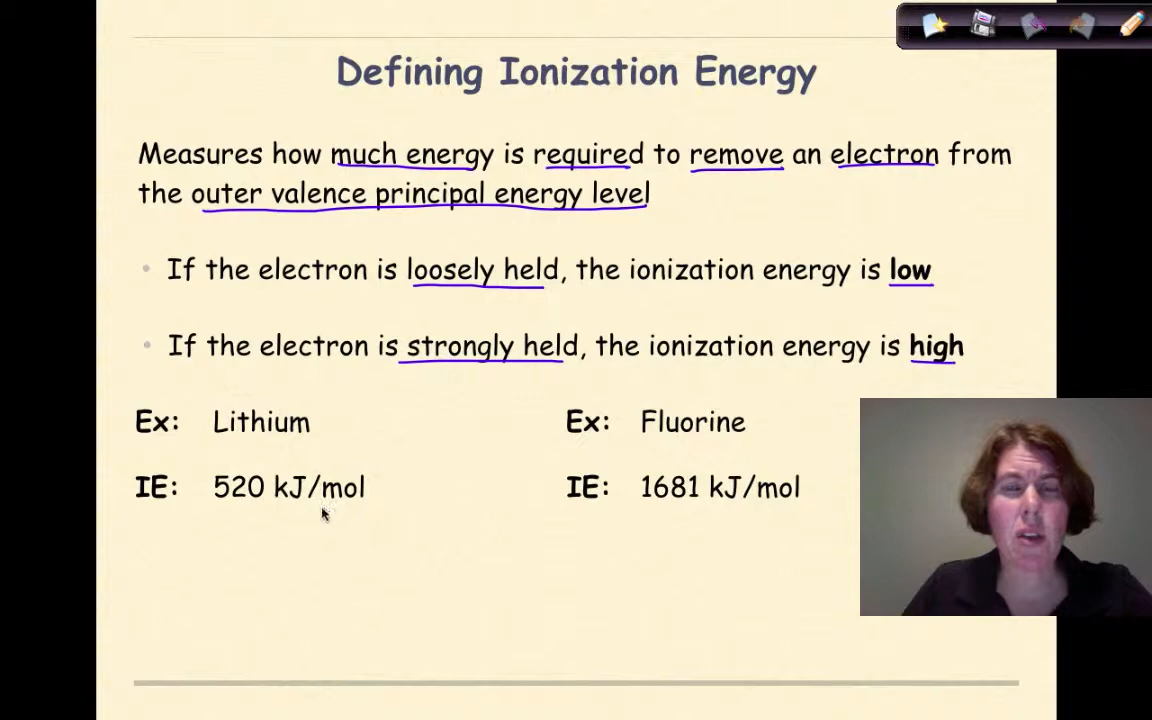 Defining Ionization Energy
Measures how much energy is required to remove an electron from
the outer valence principal energy level
• If the electron is loosely held, the ionization energy is low
• If the electron is strongly held, the ionization energy is high
Ex: Lithium Ex: Fluorine
IE: 520 kJ/mol IE: 1681 kJ/mol